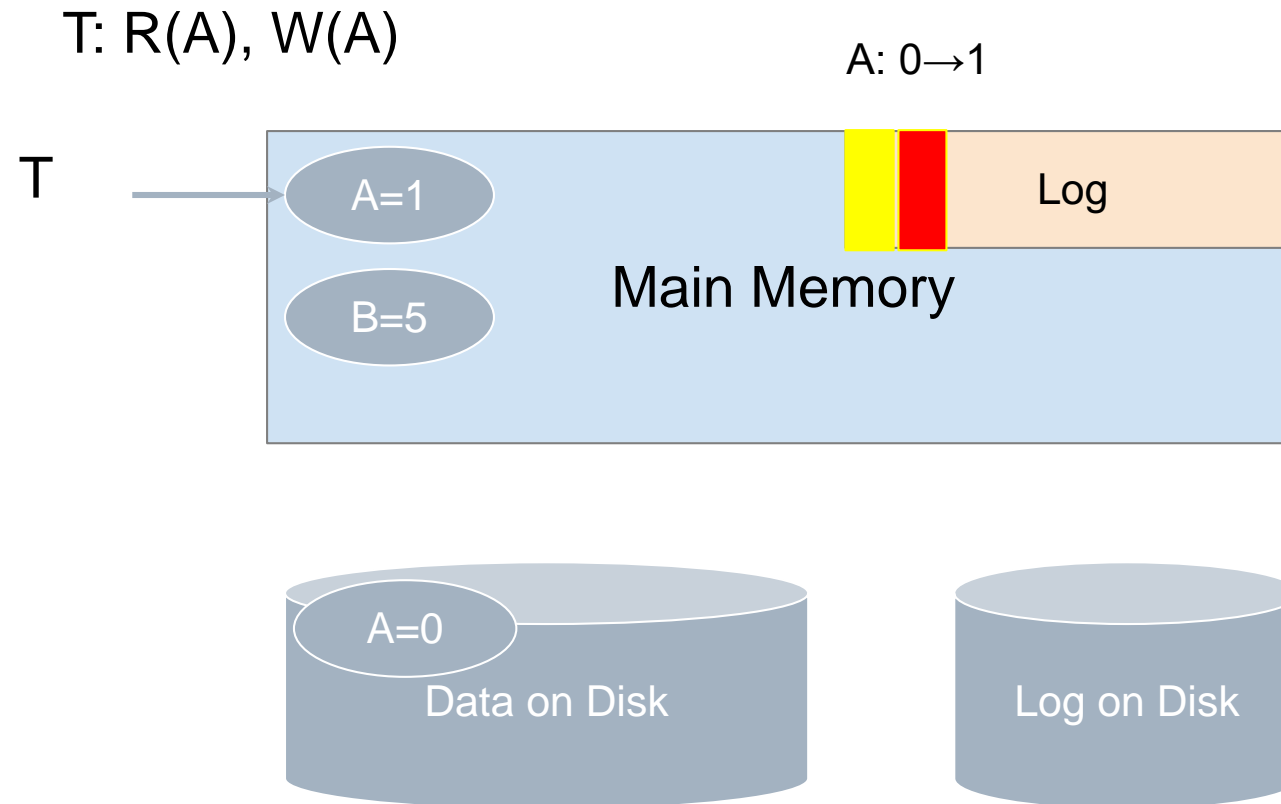 T: R(A), W(A)
A: 0→1
T
A=1
Log
Main Memory
B=5
A=0
Data on Disk
Log on Disk